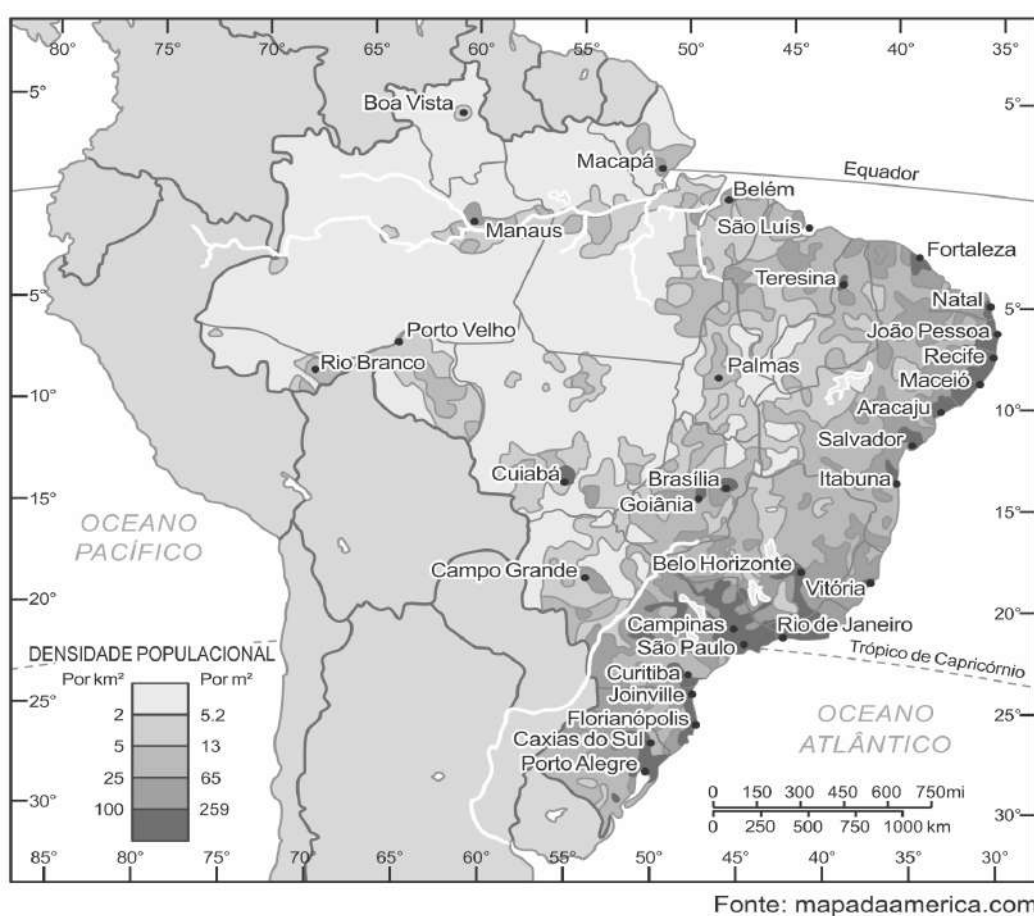 80° 75° 70° 65° 60° 55° 50° 45° 40° 35°
5° 5°
Boa Vista
Macapá
Equador
Belém
Manaus
São Luís
Fortaleza
Teresina
5° Natal 5°
Porto Velho
João Pessoa
Rio Branco
Recife
Palmas
Maceió
10° Aracaju 10°
Salvador
Cuiabá
Brasília
Itabuna
15° Goiânia 15°
OCEANO
PACÍFICO
Belo Horizonte
Campo Grande
Vitória
20° 20°
Campinas
Rio de Janeiro
São Paulo
Trópico de Capricórnio
DENSIDADE POPULACIONAL
Por km² Por m²
Curitiba
Joinville
2 5.2
25° Florianópolis 25°
OCEANO
ATLÂNTICO
5 13
Caxias do Sul
25 65
Porto Alegre
100 259
0 150 300 450 600 750mi
0 250 500 750 1000 km
30° 30°
85° 80° 75° 70° 65° 60° 55° 50° 45° 40° 35° 30°
Fonte: mapadaamerica.com